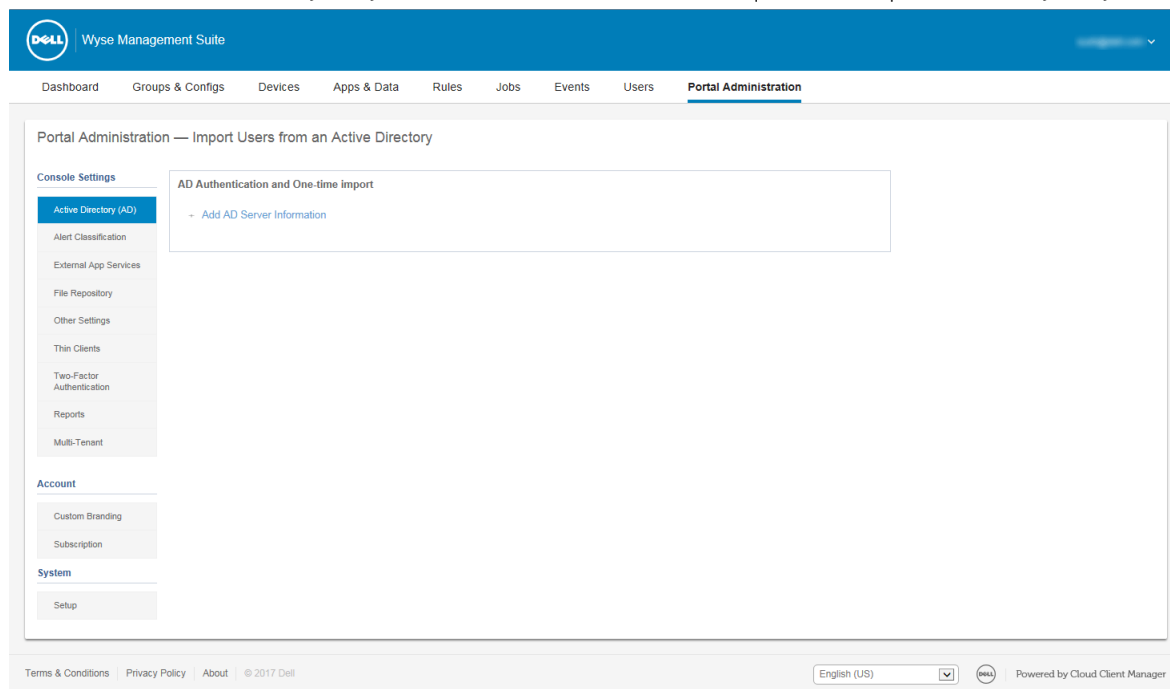 DELL Wyse Management Suite
Dashboard Groups & Configs Devices Apps & Data Rules Jobs Events Users Portal Administration
Portal Administration — Import Users from an Active Directory
Console Settings
Active Directory (AD)
Alert Classification
External App Services
File Repository
Other Settings
Thin Clients
Two-Factor
Authentication
Reports
Multi-Tenant
Account
Custom Branding
Subscription
System
Setup
AD Authentication and One-time import
+ Add AD Server Information
Terms & Conditions Privacy Policy About © 2017 Dell English (US) DELL Powered by Cloud Client Manager